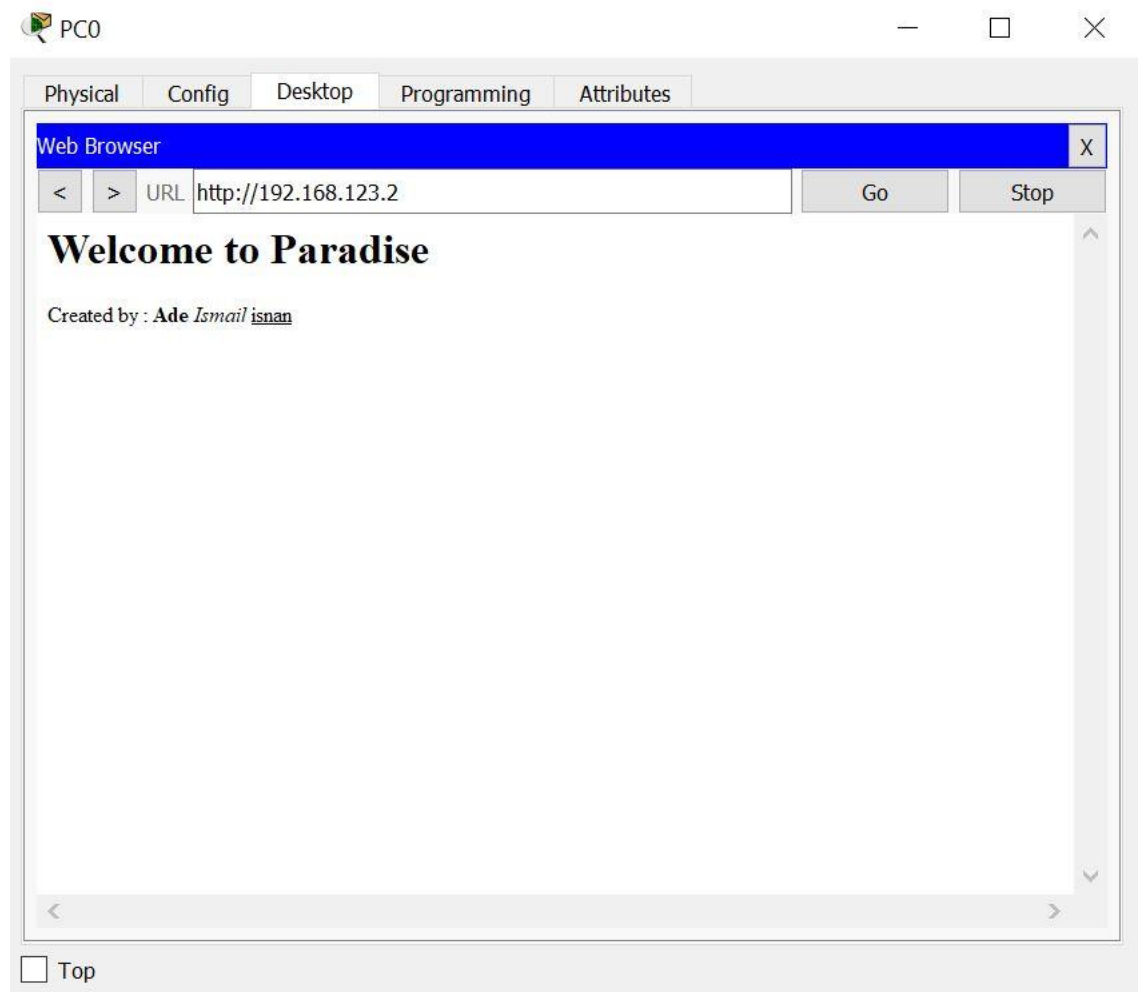 PC0
Physical Config Desktop Programming Attributes
Web Browser X
< > URL http://192.168.123.2 Go Stop
Welcome to Paradise
Created by : Ade Ismail isnan
Top